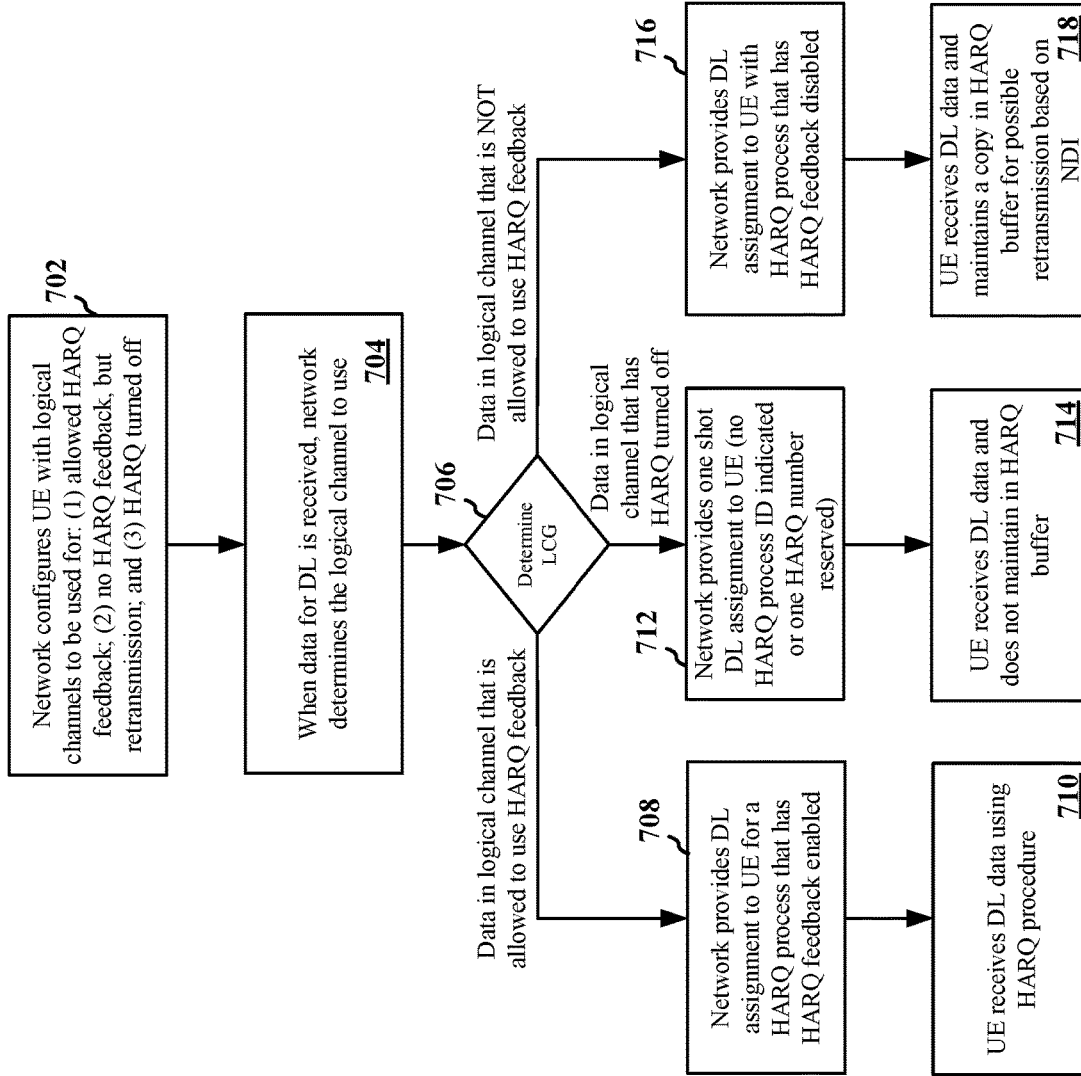 702
Network configures UE with logical
channels to be used for: (1) allowed HARQ
feedback; (2) no HARQ feedback, but
retransmission; and (3) HARQ turned off
When data for DL is received, network
determines the logical channel to use
704
706
Determine
LCG
Data in logical channel that is
allowed to use HARQ feedback
Data in logical
channel that has
HARQ turned off
Data in logical channel that is NOT
allowed to use HARQ feedback
708
Network provides DL
assignment to UE for a
HARQ process that has
HARQ feedback enabled
UE receives DL data using
HARQ procedure
710
712
Network provides one shot
DL assignment to UE (no
HARQ process ID indicated
or one HARQ number
reserved)
UE receives DL data and
does not maintain in HARQ
buffer
714
716
Network provides DL
assignment to UE with
HARQ process that has
HARQ feedback disabled
UE receives DL data and
maintains a copy in HARQ
buffer for possible
retransmission based on
NDI
718